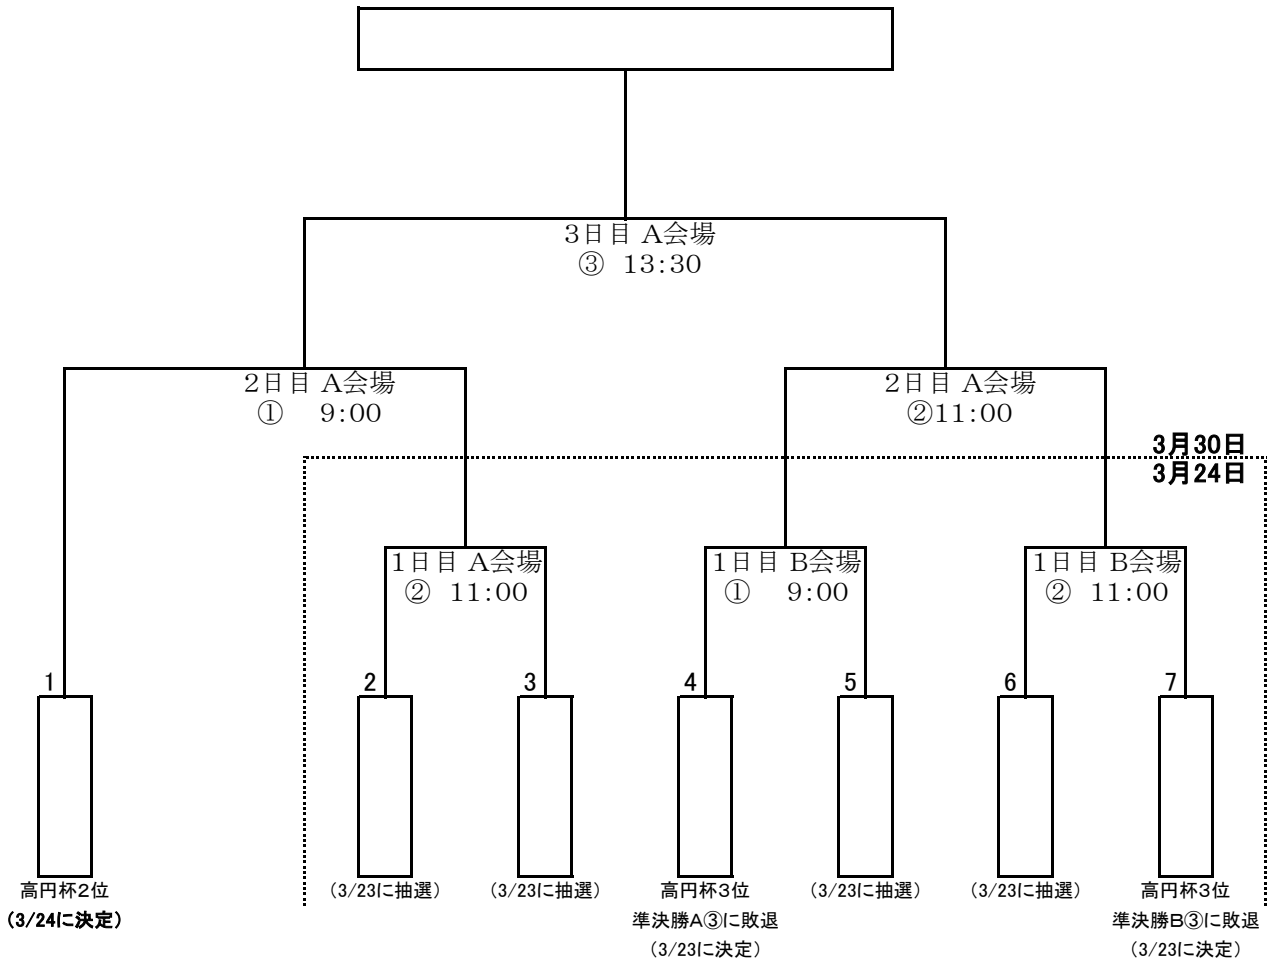 3日目 A会場
③ 13:30
2日目 A会場
① 9:00
2日目 A会場
②11:00
3月30日
3月24日
1日目 A会場
② 11:00
1日目 B会場
① 9:00
1日目 B会場
② 11:00
1
2
3
4
5
6
7
高円杯2位
(3/24に決定)
(3/23に抽選)
(3/23に抽選)
高円杯3位
準決勝A③に敗退
(3/23に決定)
(3/23に抽選)
(3/23に抽選)
高円杯3位
準決勝B③に敗退
(3/23に決定)